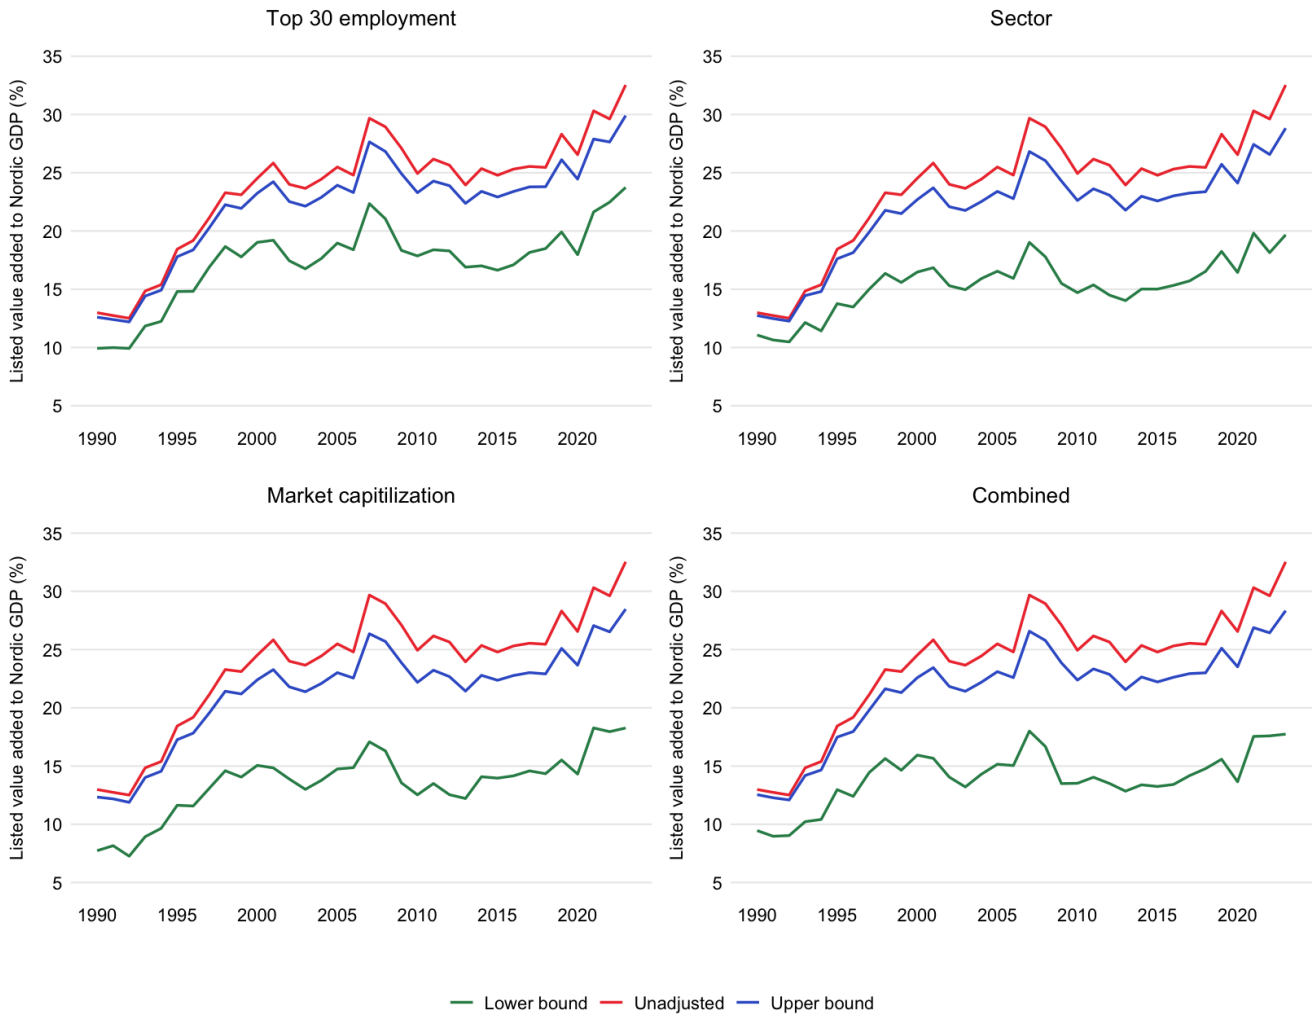 Top 30 employment
Listed value added to Nordic GDP (%)
35
30
25
20
15
10
5
1990 1995 2000 2005 2010 2015 2020
Sector
Listed value added to Nordic GDP (%)
35
30
25
20
15
10
5
1990 1995 2000 2005 2010 2015 2020
Market capitilization
Listed value added to Nordic GDP (%)
35
30
25
20
15
10
5
1990 1995 2000 2005 2010 2015 2020
Combined
Listed value added to Nordic GDP (%)
35
30
25
20
15
10
5
1990 1995 2000 2005 2010 2015 2020
Lower bound Unadjusted Upper bound